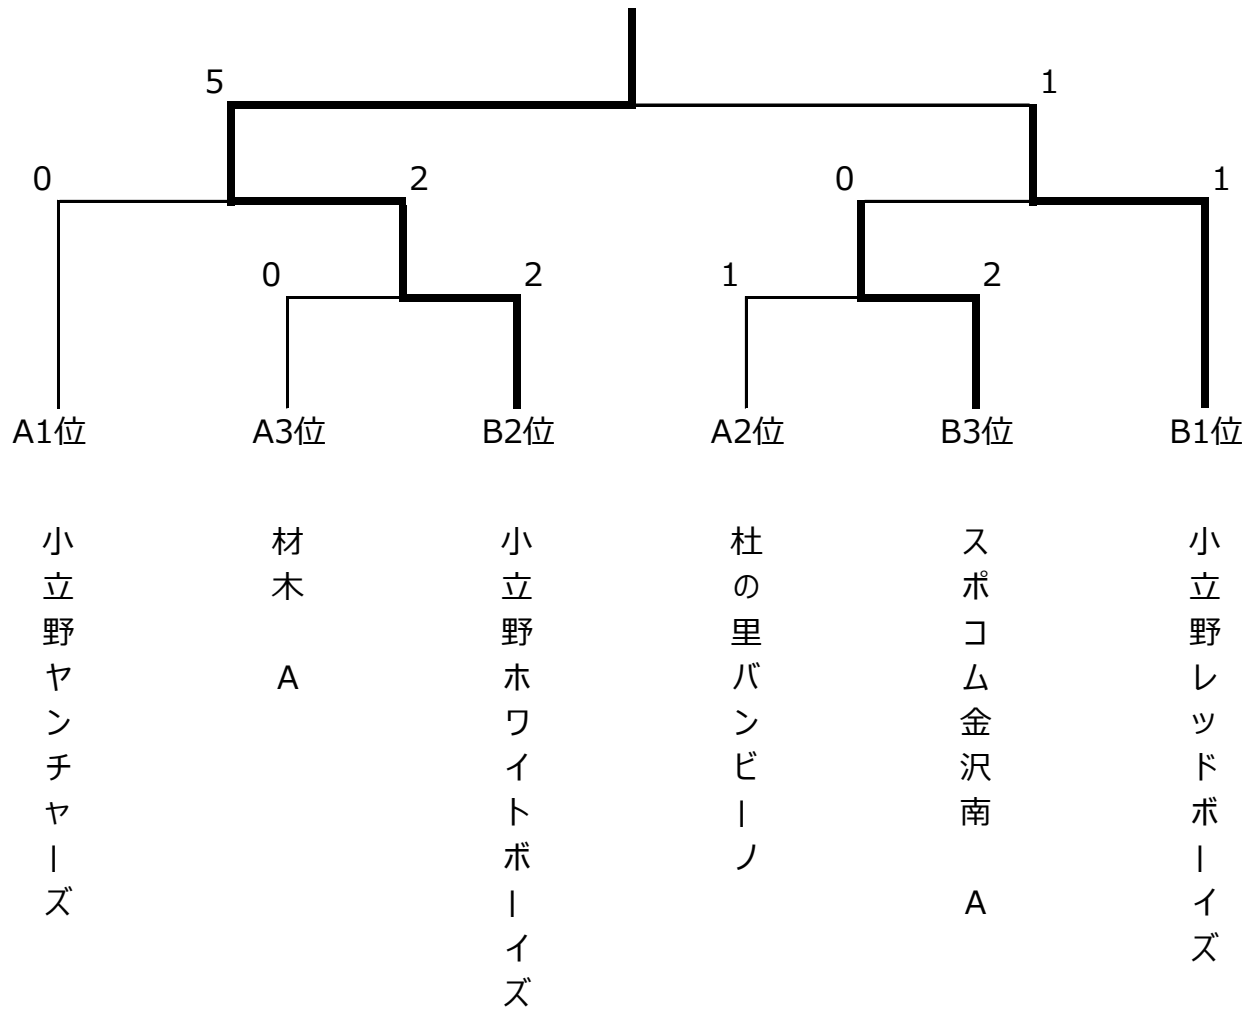 5
1
0
2
0
1
0
2
1
2
A1位
A3位
B2位
A2位
B3位
B1位
小立野ヤンチャーズ
材木 A
小立野ホワイトボーイズ
杜の里バンビーノ
スポコム金沢南 A
小立野レッドボーイズ